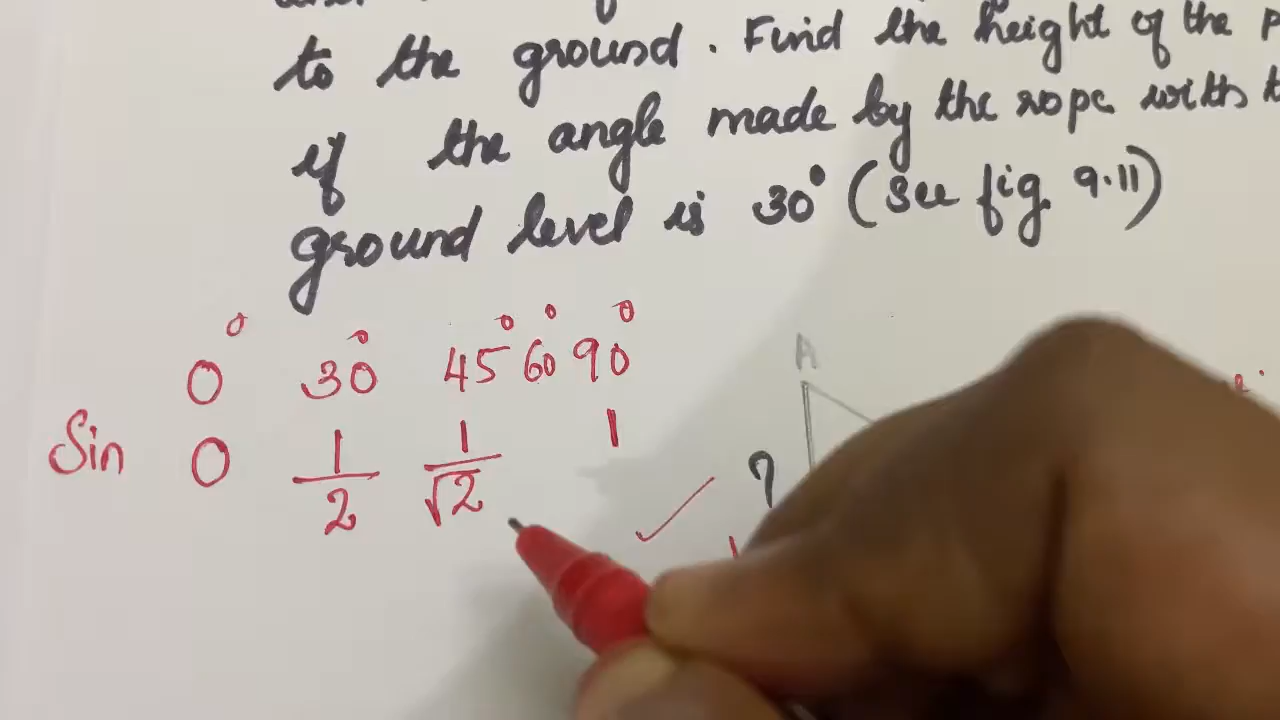 to the ground. Find the height of the
if the angle made by the rope with
ground level is 30° (See fig 9.11)
0° 30° 45° 60° 90°
Sin 0 1/2 1/√2 1
A
?